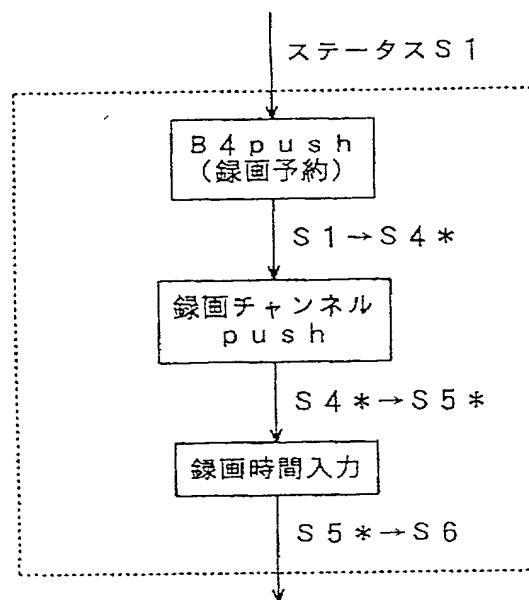 ステータスS1
B4push
(録画予約)
S1→S4*
録画チャンネル
push
S4*→S5*
録画時間入力
S5*→S6